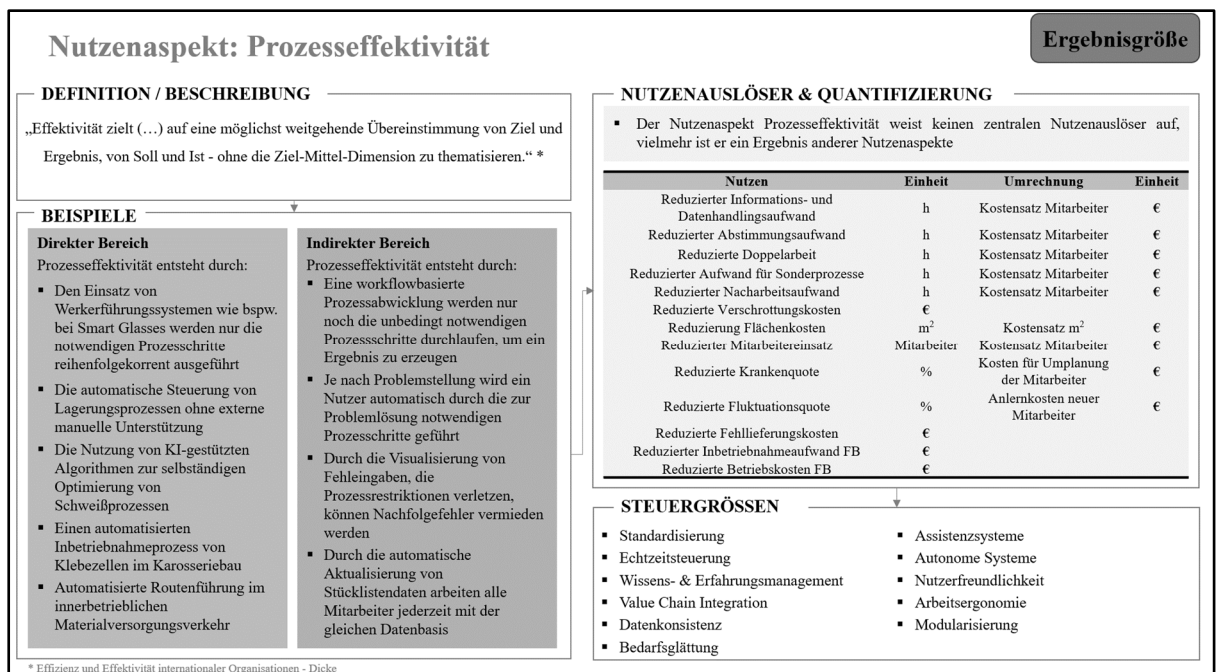 Nutzenaspekt: Prozesseffektivität
Ergebnisgröße
DEFINITION / BESCHREIBUNG
„Effektivität zielt (…) auf eine möglichst weitgehende Übereinstimmung von Ziel und
Ergebnis, von Soll und Ist - ohne die Ziel-Mittel-Dimension zu thematisieren.“ *
BEISPIELE
Direkter Bereich
Prozesseffektivität entsteht durch:
▪ Den Einsatz von
Werkerführungssystemen wie bspw.
bei Smart Glasses werden nur die
notwendigen Prozessschritte
reihenfolgekorrent ausgeführt
▪ Die automatische Steuerung von
Lagerungsprozessen ohne externe
manuelle Unterstützung
▪ Die Nutzung von KI-gestützten
Algorithmen zur selbständigen
Optimierung von
Schweißprozessen
▪ Einen automatisierten
Inbetriebnahmeprozess von
Klebezellen im Karosseriebau
▪ Automatisierte Routenführung im
innerbetrieblichen
Materialversorgungsverkehr
Indirekter Bereich
Prozesseffektivität entsteht durch:
▪ Eine workflowbasierte
Prozessabwicklung werden nur
noch die unbedingt notwendigen
Prozessschritte durchlaufen, um ein
Ergebnis zu erzeugen
▪ Je nach Problemstellung wird ein
Nutzer automatisch durch die zur
Problemlösung notwendigen
Prozesschritte geführt
▪ Durch die Visualisierung von
Fehleingaben, die
Prozessrestriktionen verletzen,
können Nachfolgefehler vermieden
werden
▪ Durch die automatische
Aktualisierung von
Stücklistendaten arbeiten alle
Mitarbeiter jederzeit mit der
gleichen Datenbasis
* Effizienz und Effektivität internationaler Organisationen - Dicke
NUTZENAUSLÖSER & QUANTIFIZIERUNG
▪ Der Nutzenaspekt Prozesseffektivität weist keinen zentralen Nutzenauslöser auf,
vielmehr ist er ein Ergebnis anderer Nutzenaspekte
Nutzen Einheit Umrechnung Einheit
Reduzierter Informations- und
Datenhandlingsaufwand h Kostensatz Mitarbeiter €
Reduzierter Abstimmungsaufwand h Kostensatz Mitarbeiter €
Reduzierte Doppelarbeit h Kostensatz Mitarbeiter €
Reduzierter Aufwand für Sonderprozesse h Kostensatz Mitarbeiter €
Reduzierter Nacharbeitsaufwand h Kostensatz Mitarbeiter €
Reduzierte Verschrottungskosten €
Reduzierung Flächenkosten m² Kostensatz m² €
Reduzierter Mitarbeitereinsatz Mitarbeiter Kostensatz Mitarbeiter €
Reduzierte Krankenquote % Kosten für Umplanung
der Mitarbeiter €
Reduzierte Fluktuationsquote % Anlernkosten neuer
Mitarbeiter €
Reduzierte Fehllieferungskosten €
Reduzierter Inbetriebnahmeaufwand FB €
Reduzierte Betriebskosten FB €
STEUERGRÖSSEN
▪ Standardisierung
▪ Echtzeitsteuerung
▪ Wissens- & Erfahrungsmanagement
▪ Value Chain Integration
▪ Datenkonsistenz
▪ Bedarfsglättung
▪ Assistenzsysteme
▪ Autonome Systeme
▪ Nutzerfreundlichkeit
▪ Arbeitsergonomie
▪ Modularisierung